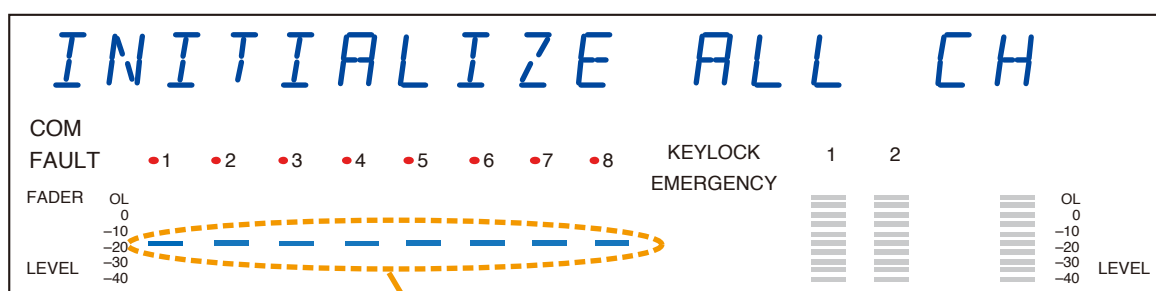 INITIALIZE ALL CH
COM
FAULT 1 2 3 4 5 6 7 8 KEYLOCK 1 2
EMERGENCY
FADER OL OL
0 0
–10 –10
–20 –20
–30 –30
LEVEL –40 –40 LEVEL